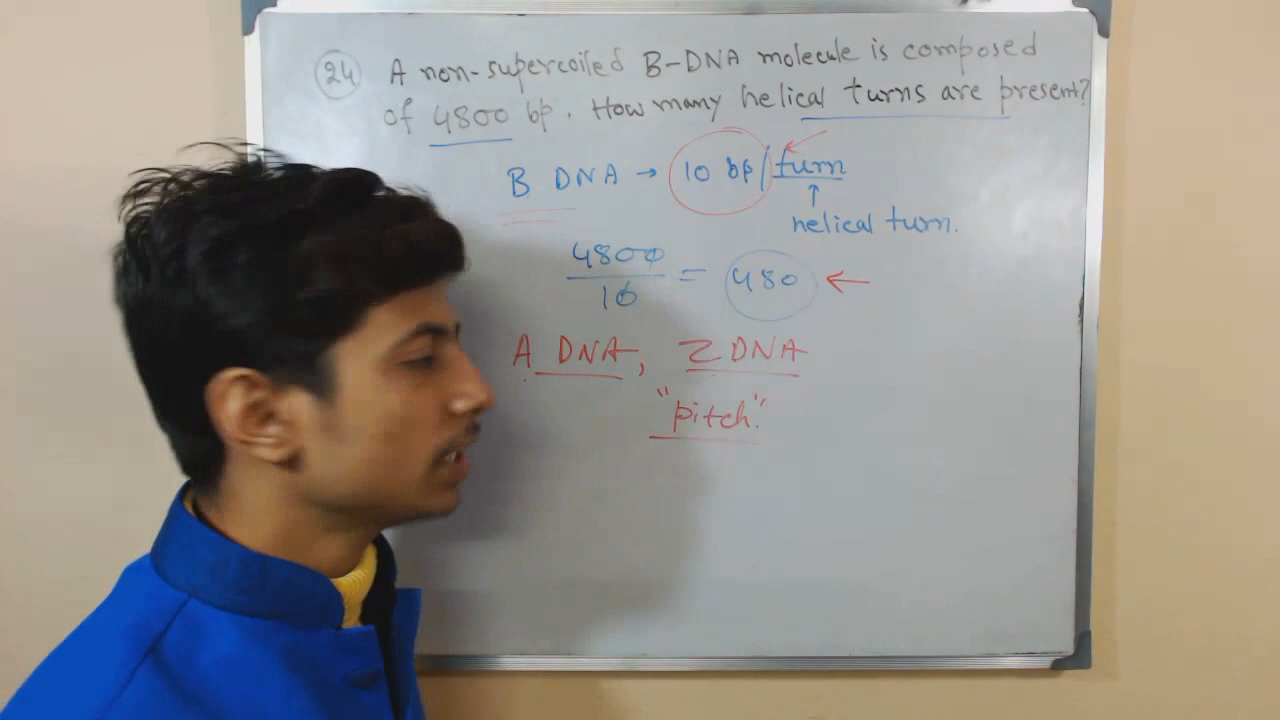 24 A non-supercoiled B-DNA molecule is composed
of 4800 bp. How many helical turns are present?
B DNA → 10 bp/turn
↑
helical turn.
4800
10
= 480 ←
A DNA, Z DNA
"pitch".